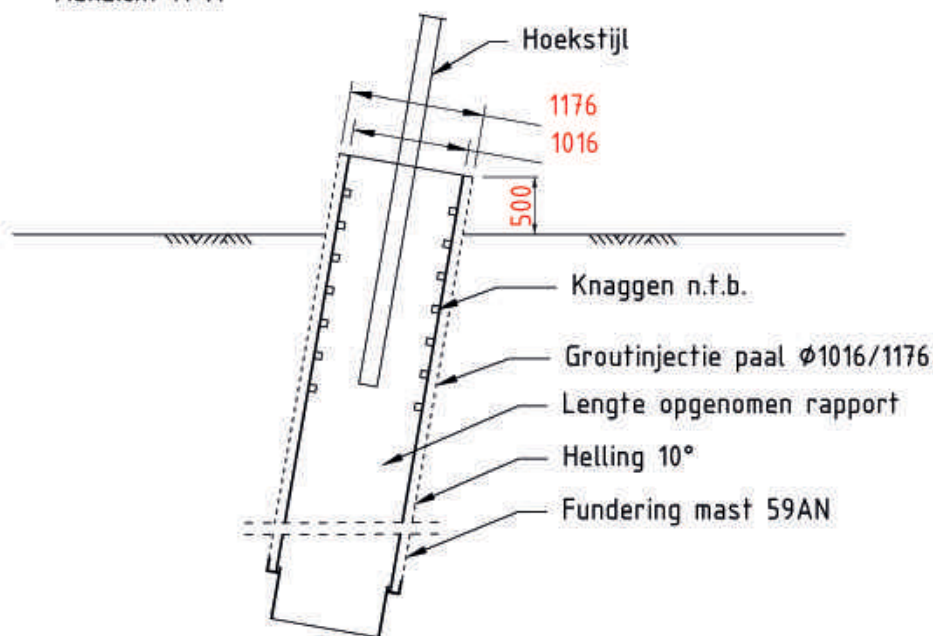 Hoekstijl
1176
1016
500
Knaggen n.t.b.
Groutinjectie paal Ø1016/1176
Lengte opgenomen rapport
Helling 10°
Fundering mast 59AN